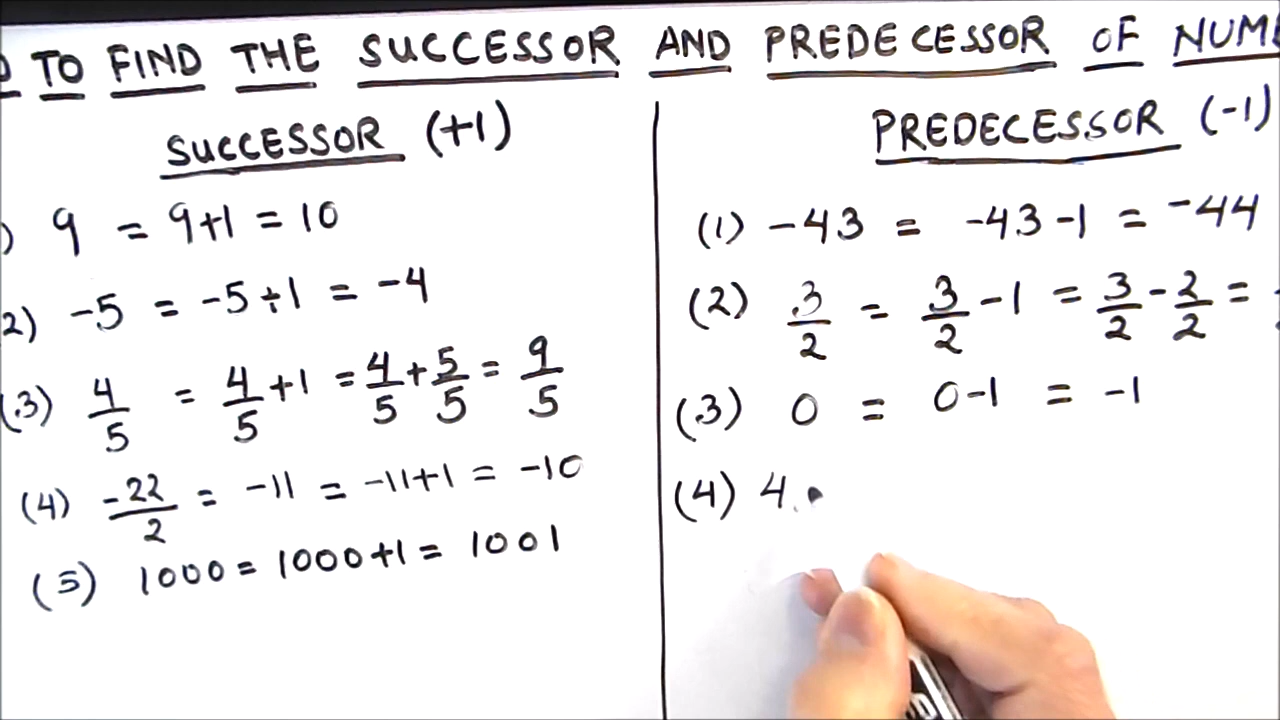 TO FIND THE SUCCESSOR AND PREDECESSOR OF NUM
SUCCESSOR (+1)
) 9 = 9+1 = 10
2) -5 = -5+1 = -4
(3) 4/5 = 4/5 +1 = 4/5 + 5/5 = 9/5
(4) -22/2 = -11 = -11+1 = -10
(5) 1000 = 1000+1 = 1001
PREDECESSOR (-1)
(1) -43 = -43-1 = -44
(2) 3/2 = 3/2 -1 = 3/2 - 2/2 =
(3) 0 = 0-1 = -1
(4) 4.